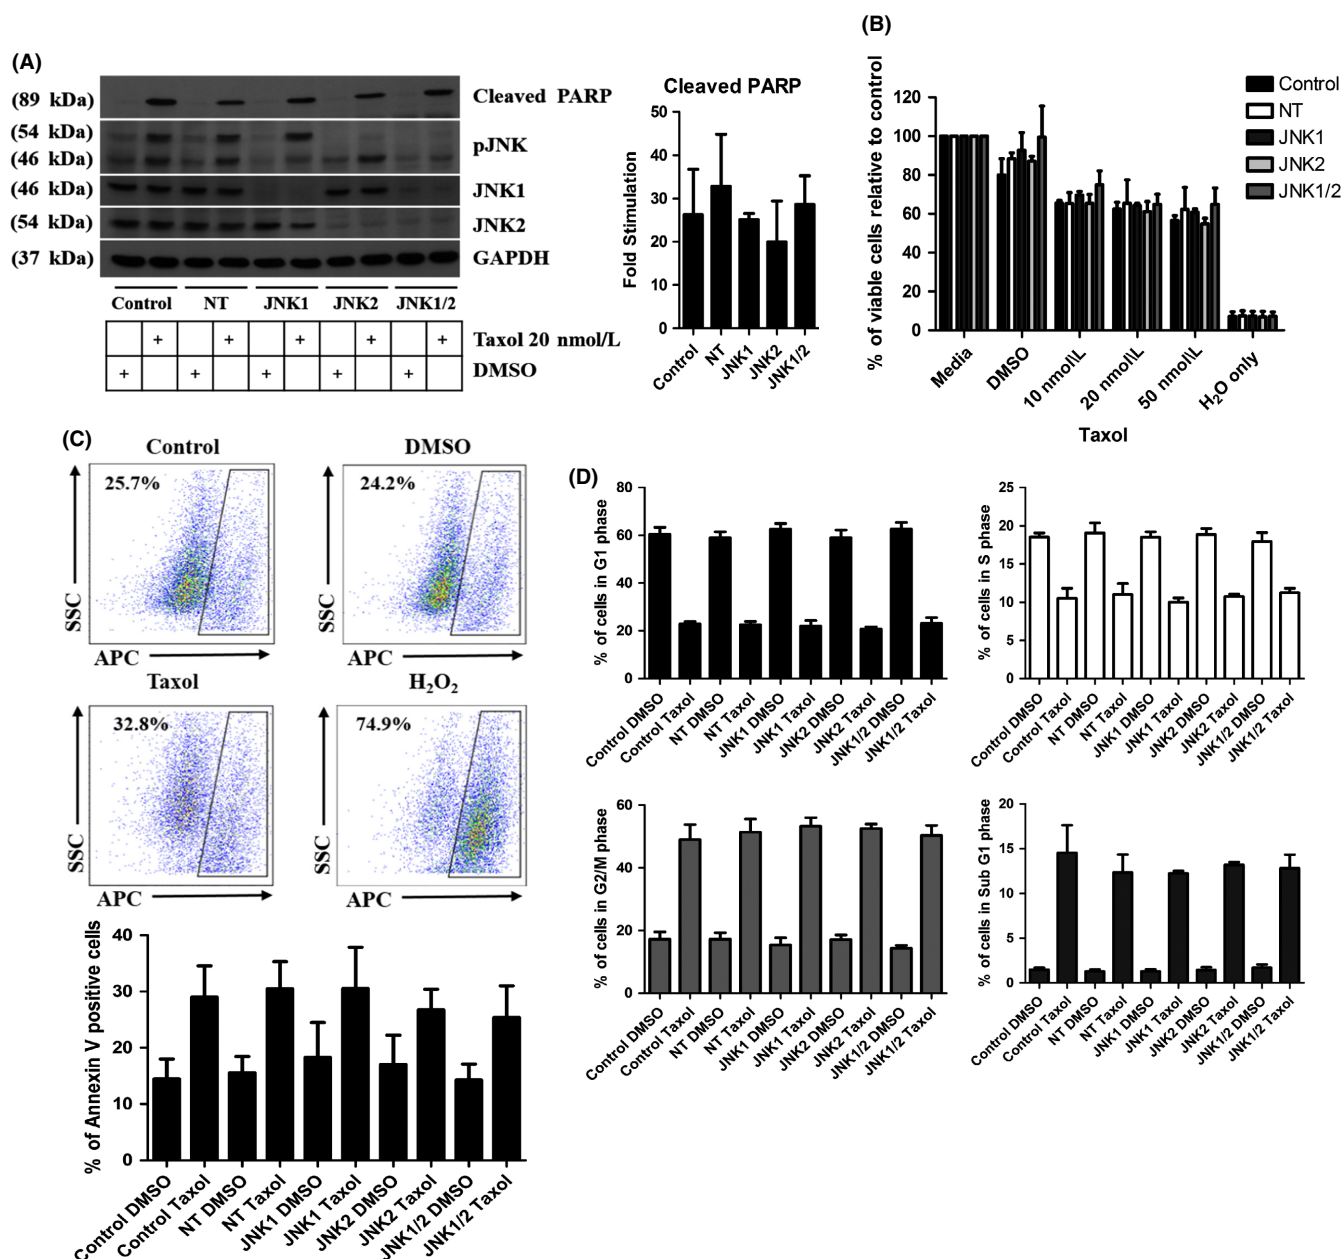 (A)
(89 kDa)
Cleaved PARP
(54 kDa)
(46 kDa)
pJNK
(46 kDa)
JNK1
(54 kDa)
JNK2
(37 kDa)
GAPDH
Control NT JNK1 JNK2 JNK1/2
+ + + + + Taxol 20 nmol/L
+ + + + + DMSO
Cleaved PARP
Fold Stimulation
50
40
30
20
10
0
Control NT JNK1 JNK2 JNK1/2
(B)
% of viable cells relative to control
120
100
80
60
40
20
0
Media DMSO 10 nmolL 20 nmolL 50 nmolL H₂O only
Taxol
Control
NT
JNK1
JNK2
JNK1/2
(C)
Control
25.7%
SSC
APC
DMSO
24.2%
SSC
APC
Taxol
32.8%
SSC
APC
H₂O₂
74.9%
SSC
APC
% of Annexin V positive cells
40
30
20
10
0
Control DMSO Control Taxol NT DMSO NT Taxol JNK1 DMSO JNK1 Taxol JNK2 DMSO JNK2 Taxol JNK1/2 DMSO JNK1/2 Taxol
(D)
% of cells in G1 phase
80
60
40
20
0
Control DMSO Control Taxol NT DMSO NT Taxol JNK1 DMSO JNK1 Taxol JNK2 DMSO JNK2 Taxol JNK1/2 DMSO JNK1/2 Taxol
% of cells in S phase
25
20
15
10
5
0
Control DMSO Control Taxol NT DMSO NT Taxol JNK1 DMSO JNK1 Taxol JNK2 DMSO JNK2 Taxol JNK1/2 DMSO JNK1/2 Taxol
% of cells in G2/M phase
60
40
20
0
Control DMSO Control Taxol NT DMSO NT Taxol JNK1 DMSO JNK1 Taxol JNK2 DMSO JNK2 Taxol JNK1/2 DMSO JNK1/2 Taxol
% of cells in Sub G1 phase
20
15
10
5
0
Control DMSO Control Taxol NT DMSO NT Taxol JNK1 DMSO JNK1 Taxol JNK2 DMSO JNK2 Taxol JNK1/2 DMSO JNK1/2 Taxol